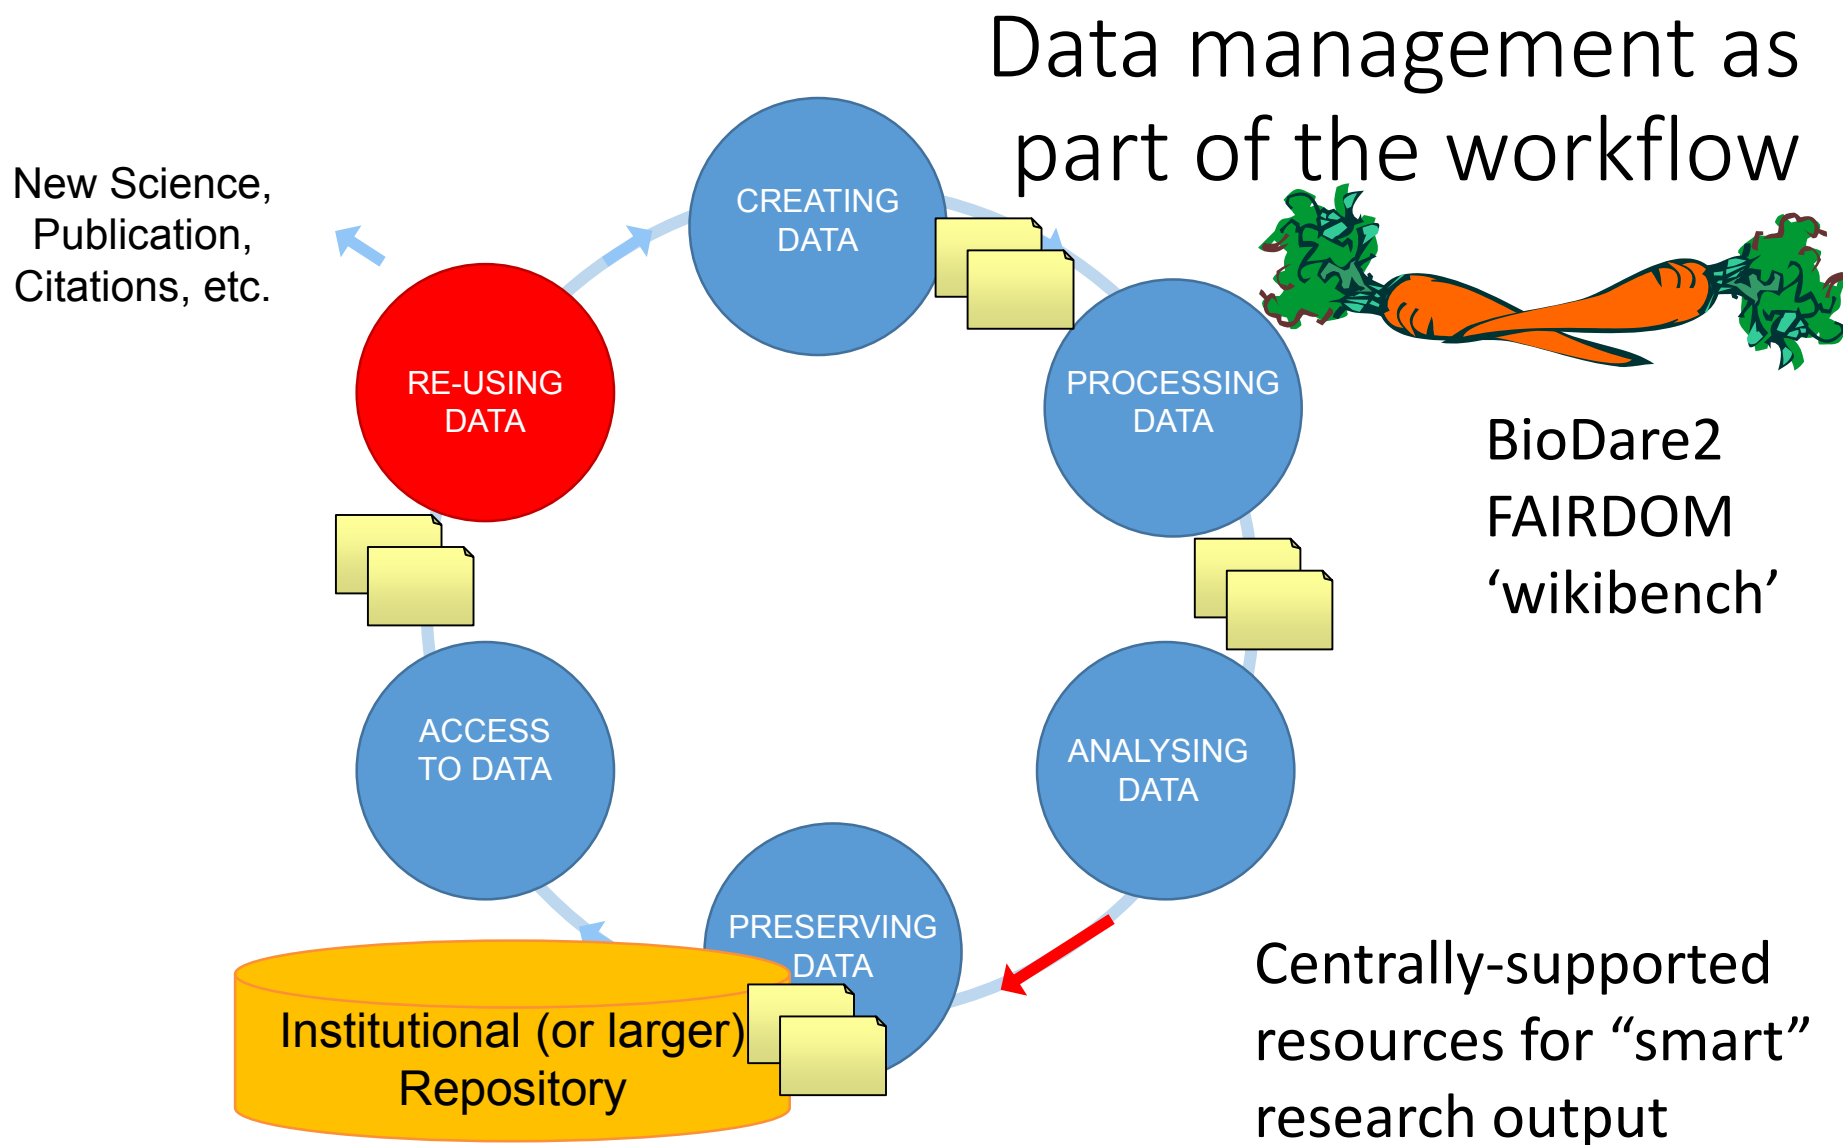 Data management as
part of the workflow
New Science,
Publication,
Citations, etc.
CREATING
DATA
RE-USING
DATA
PROCESSING
DATA
BioDare2
FAIRDOM
‘wikibench’
ACCESS
TO DATA
ANALYSING
DATA
PRESERVING
DATA
Institutional (or larger)
Repository
Centrally-supported
resources for “smart”
research output